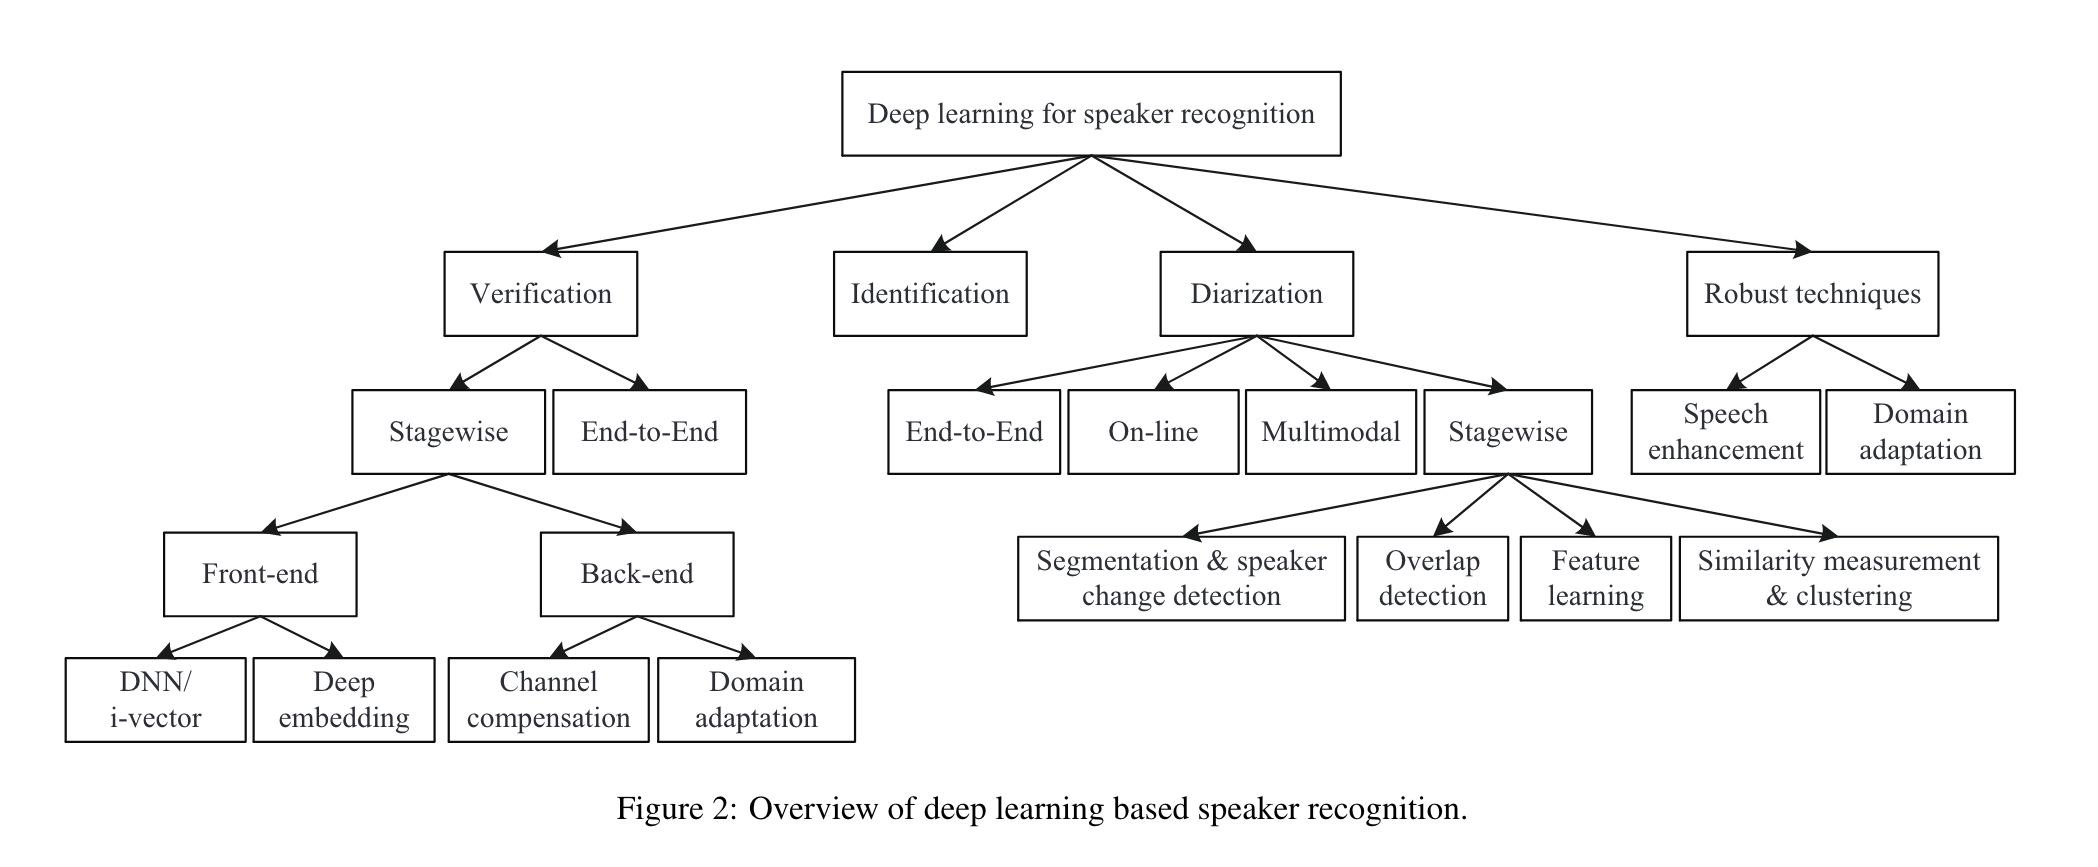 Deep learning for speaker recognition
Verification
Identification
Diarization
Robust techniques
Stagewise
End-to-End
End-to-End
On-line
Multimodal
Stagewise
Speech
enhancement
Domain
adaptation
Front-end
Back-end
Segmentation & speaker
change detection
Overlap
detection
Feature
learning
Similarity measurement
& clustering
DNN/
i-vector
Deep
embedding
Channel
compensation
Domain
adaptation
Figure 2: Overview of deep learning based speaker recognition.